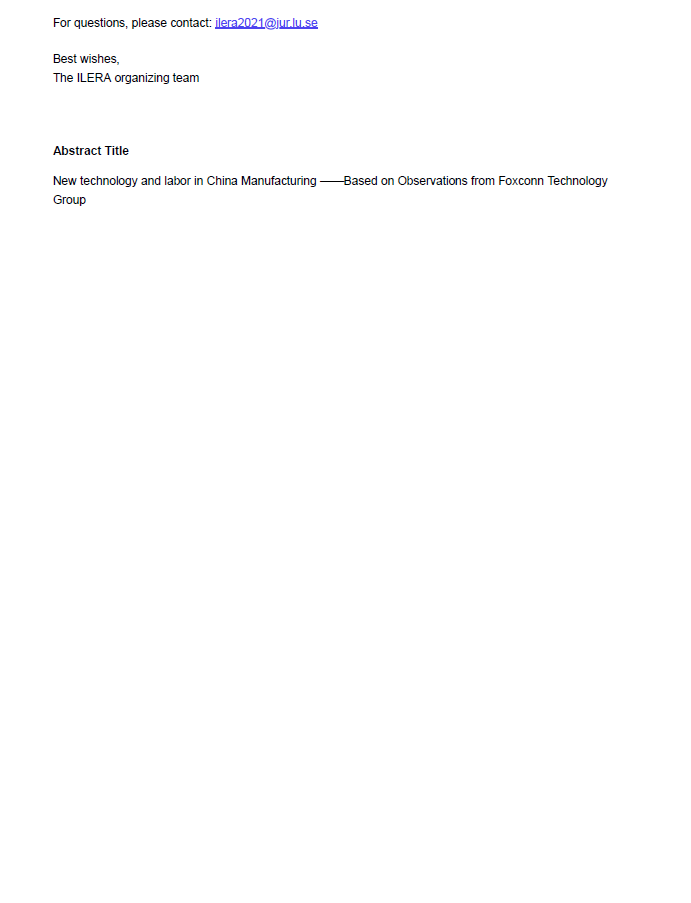 For questions, please contact: ilera2021@jur.lu.se
Best wishes,
The ILERA organizing team
Abstract Title
New technology and labor in China Manufacturing ——Based on Observations from Foxconn Technology
Group